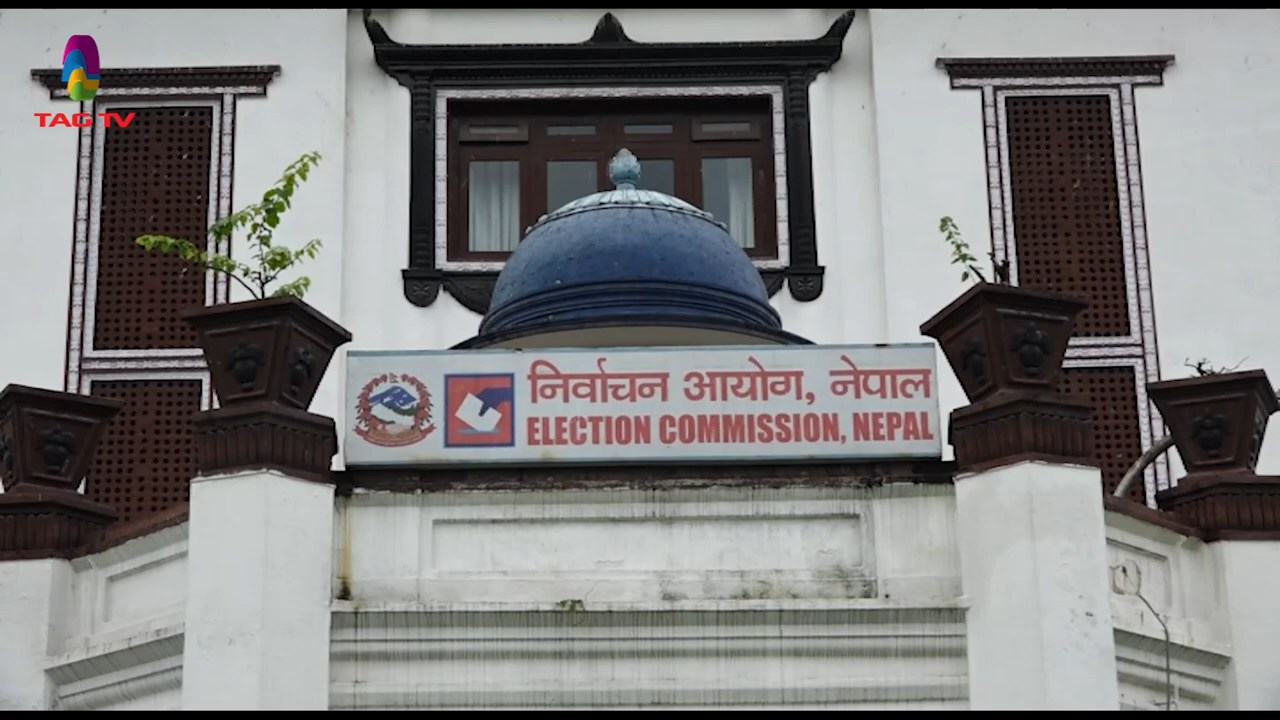 TAG TV
निर्वाचन आयोग, नेपाल
ELECTION COMMISSION, NEPAL